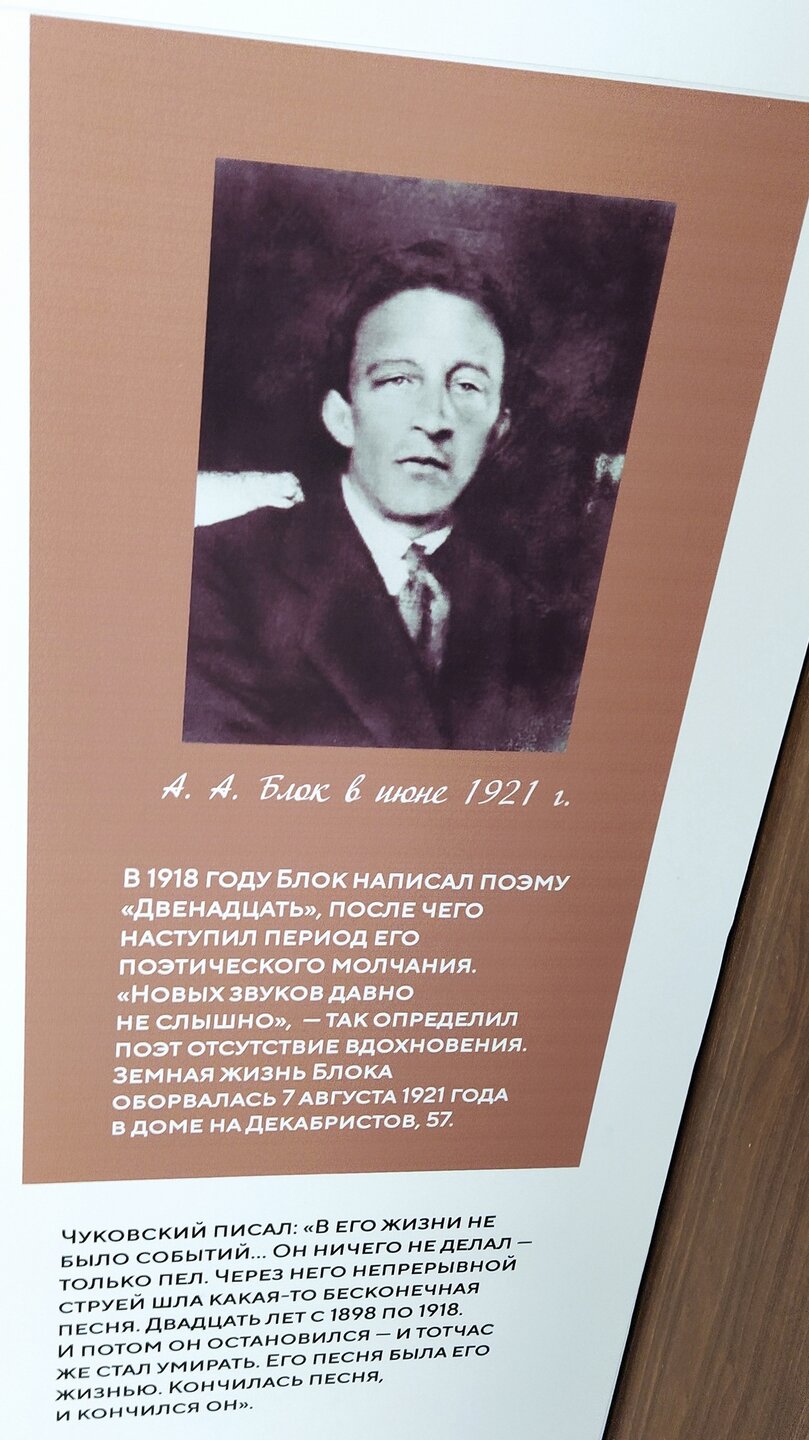 А. А. Блок в июне 1921 г.
В 1918 ГОДУ БЛОК НАПИСАЛ ПОЭМУ
«ДВЕНАДЦАТЬ», ПОСЛЕ ЧЕГО
НАСТУПИЛ ПЕРИОД ЕГО
ПОЭТИЧЕСКОГО МОЛЧАНИЯ.
«НОВЫХ ЗВУКОВ ДАВНО
НЕ СЛЫШНО», — ТАК ОПРЕДЕЛИЛ
ПОЭТ ОТСУТСТВИЕ ВДОХНОВЕНИЯ.
ЗЕМНАЯ ЖИЗНЬ БЛОКА
ОБОРВАЛАСЬ 7 АВГУСТА 1921 ГОДА
В ДОМЕ НА ДЕКАБРИСТОВ, 57.
ЧУКОВСКИЙ ПИСАЛ: «В ЕГО ЖИЗНИ НЕ
БЫЛО СОБЫТИЙ... ОН НИЧЕГО НЕ ДЕЛАЛ —
ТОЛЬКО ПЕЛ. ЧЕРЕЗ НЕГО НЕПРЕРЫВНОЙ
СТРУЕЙ ШЛА КАКАЯ-ТО БЕСКОНЕЧНАЯ
ПЕСНЯ. ДВАДЦАТЬ ЛЕТ С 1898 ПО 1918.
И ПОТОМ ОН ОСТАНОВИЛСЯ — И ТОТЧАС
ЖЕ СТАЛ УМИРАТЬ. ЕГО ПЕСНЯ БЫЛА ЕГО
ЖИЗНЬЮ. КОНЧИЛАСЬ ПЕСНЯ,
И КОНЧИЛСЯ ОН».